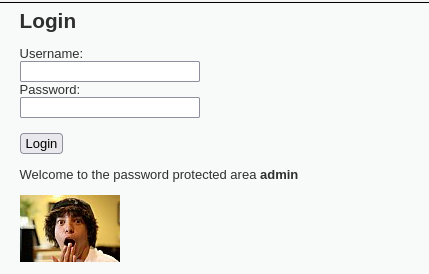 Login
Username:
Password:
Login
Welcome to the password protected area admin